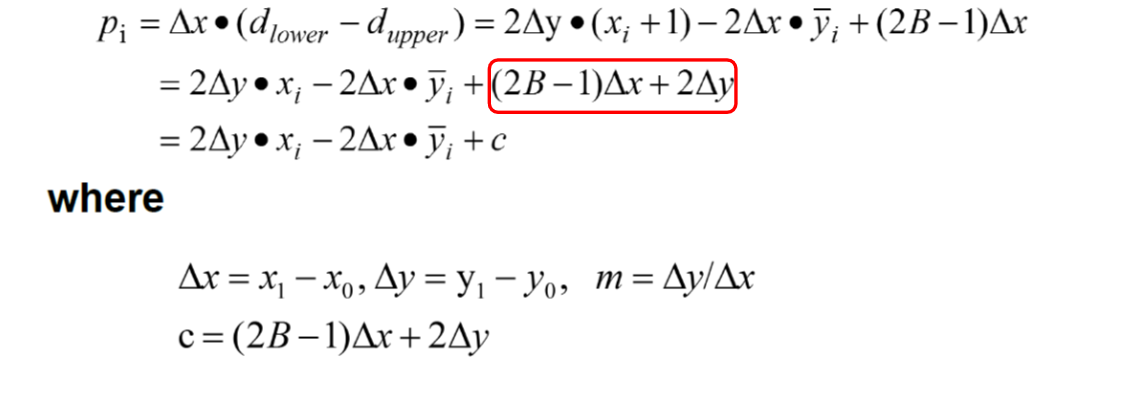 pᵢ = Δx•(d_lower − d_upper) = 2Δy•(xᵢ+1)−2Δx•ȳᵢ+(2B−1)Δx
= 2Δy•xᵢ − 2Δx•ȳᵢ + (2B−1)Δx + 2Δy
= 2Δy•xᵢ − 2Δx•ȳᵢ + c
where
Δx = x₁ − x₀, Δy = y₁ − y₀, m = Δy/Δx
c = (2B−1)Δx + 2Δy